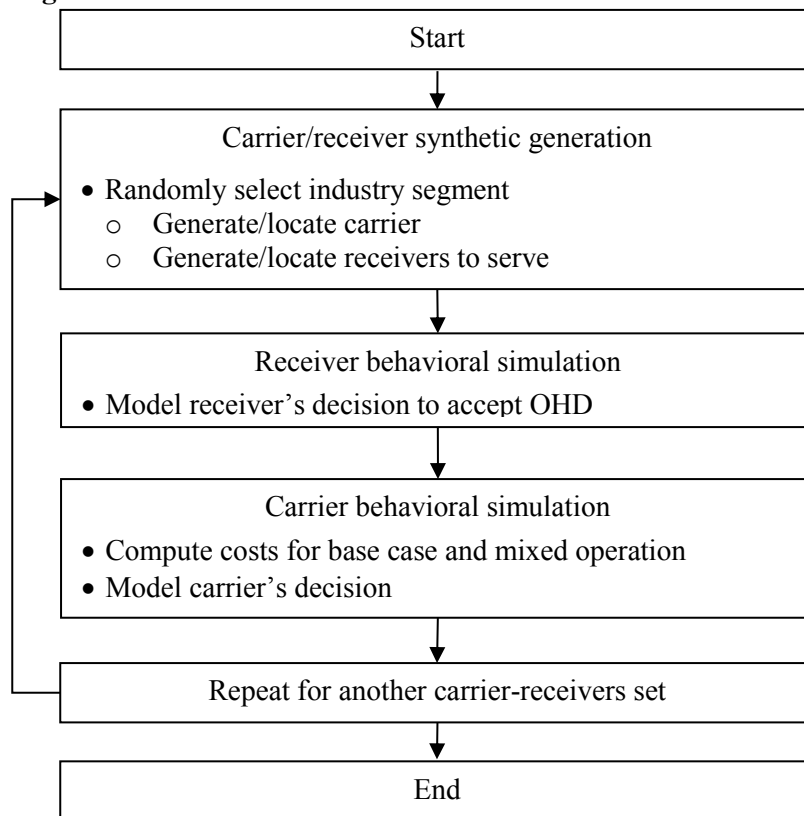 Start
Carrier/receiver synthetic generation
• Randomly select industry segment
o Generate/locate carrier
o Generate/locate receivers to serve
Receiver behavioral simulation
• Model receiver’s decision to accept OHD
Carrier behavioral simulation
• Compute costs for base case and mixed operation
• Model carrier’s decision
Repeat for another carrier-receivers set
End